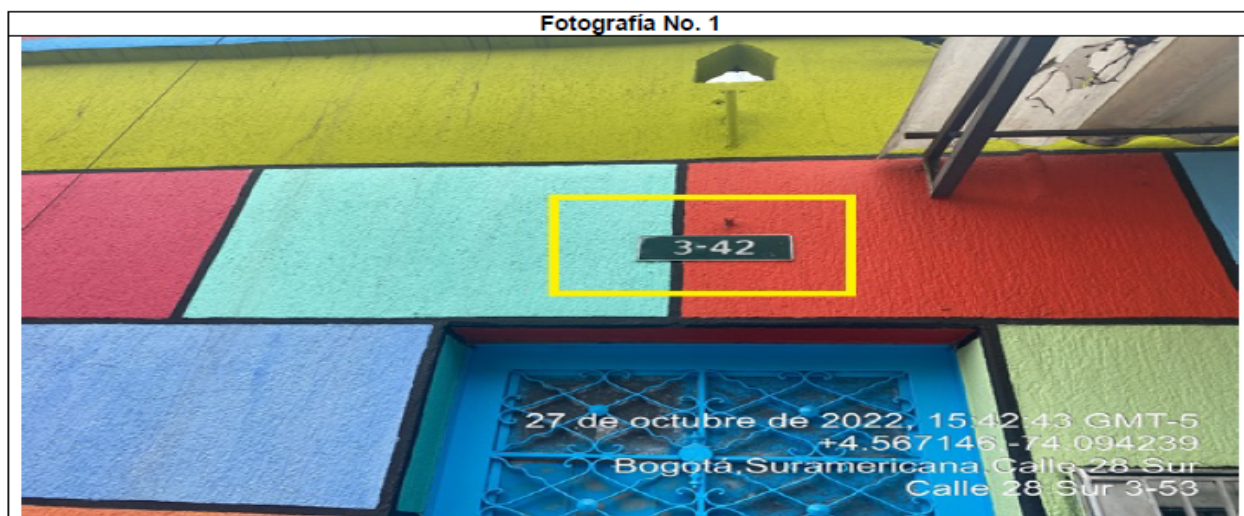 Fotografía No. 1
3-42
27 de octubre de 2022, 15:42:43 GMT-5
+4.567146,-74.094239
Bogotá,Suramericana,Calle 28 Sur
Calle 28 Sur 3-53